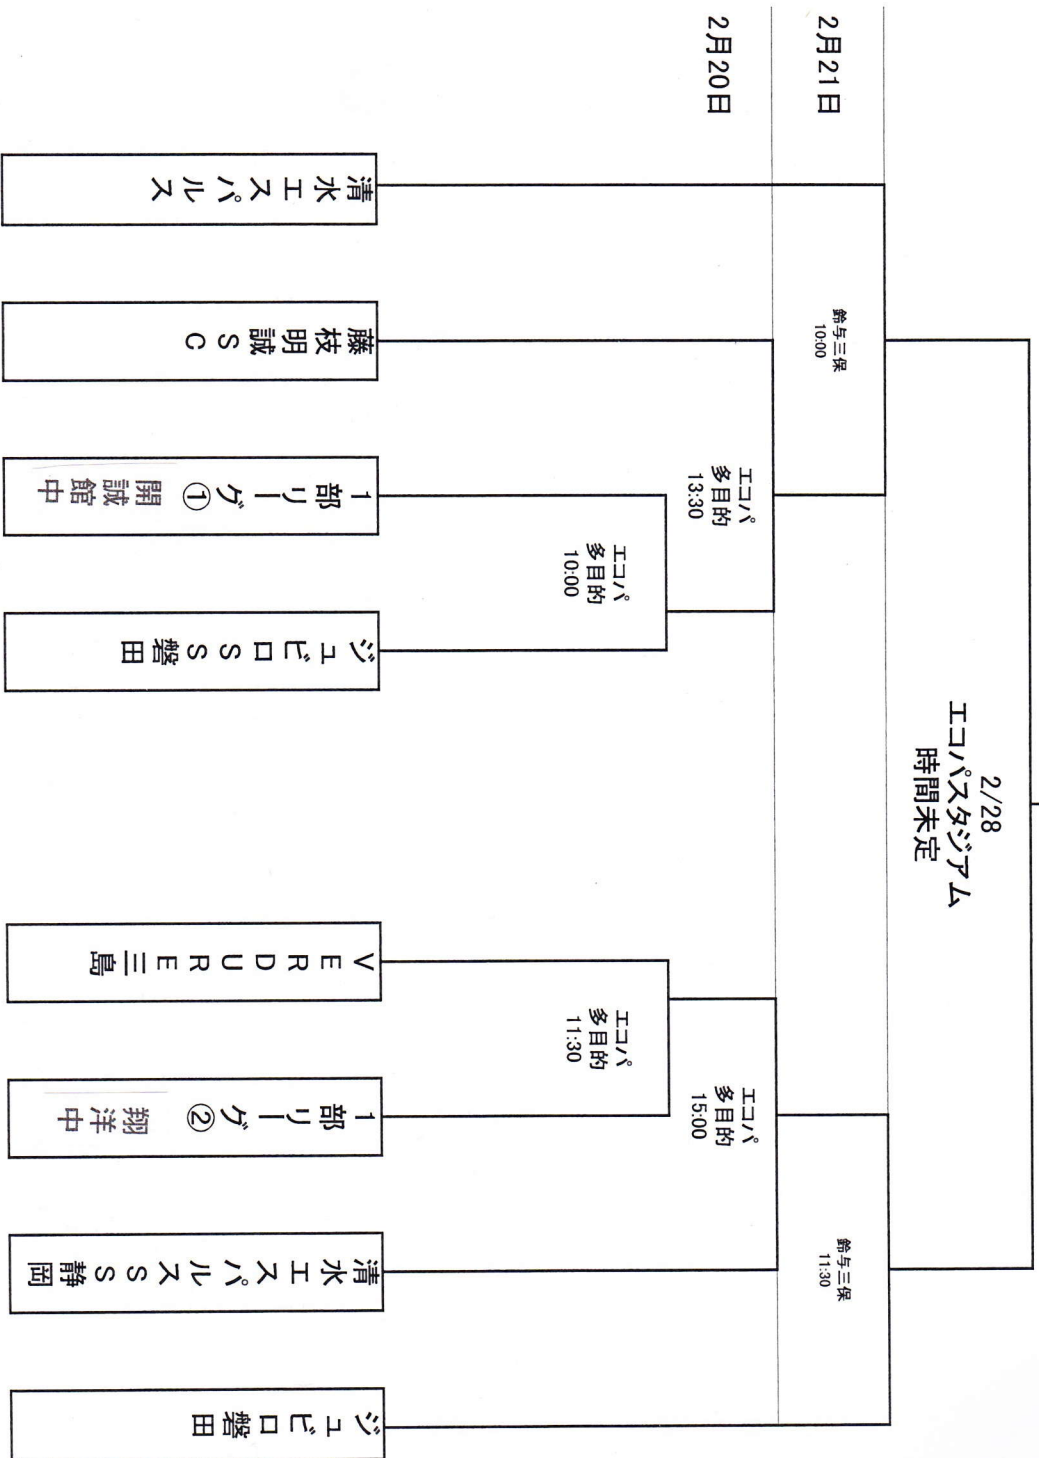 2/28
エコパスタジアム
時間未定
2月21日
鈴与三保
10:00
鈴与三保
11:30
2月20日
エコパ
多目的
13:30
エコパ
多目的
15:00
エコパ
多目的
10:00
エコパ
多目的
11:30
清水エスパルス
藤枝明誠SC
1部リーグ① 開誠館中
ジュビロSS磐田
VERDURE三島
1部リーグ② 翔洋中
清水エスパルスSS静岡
ジュビロ磐田